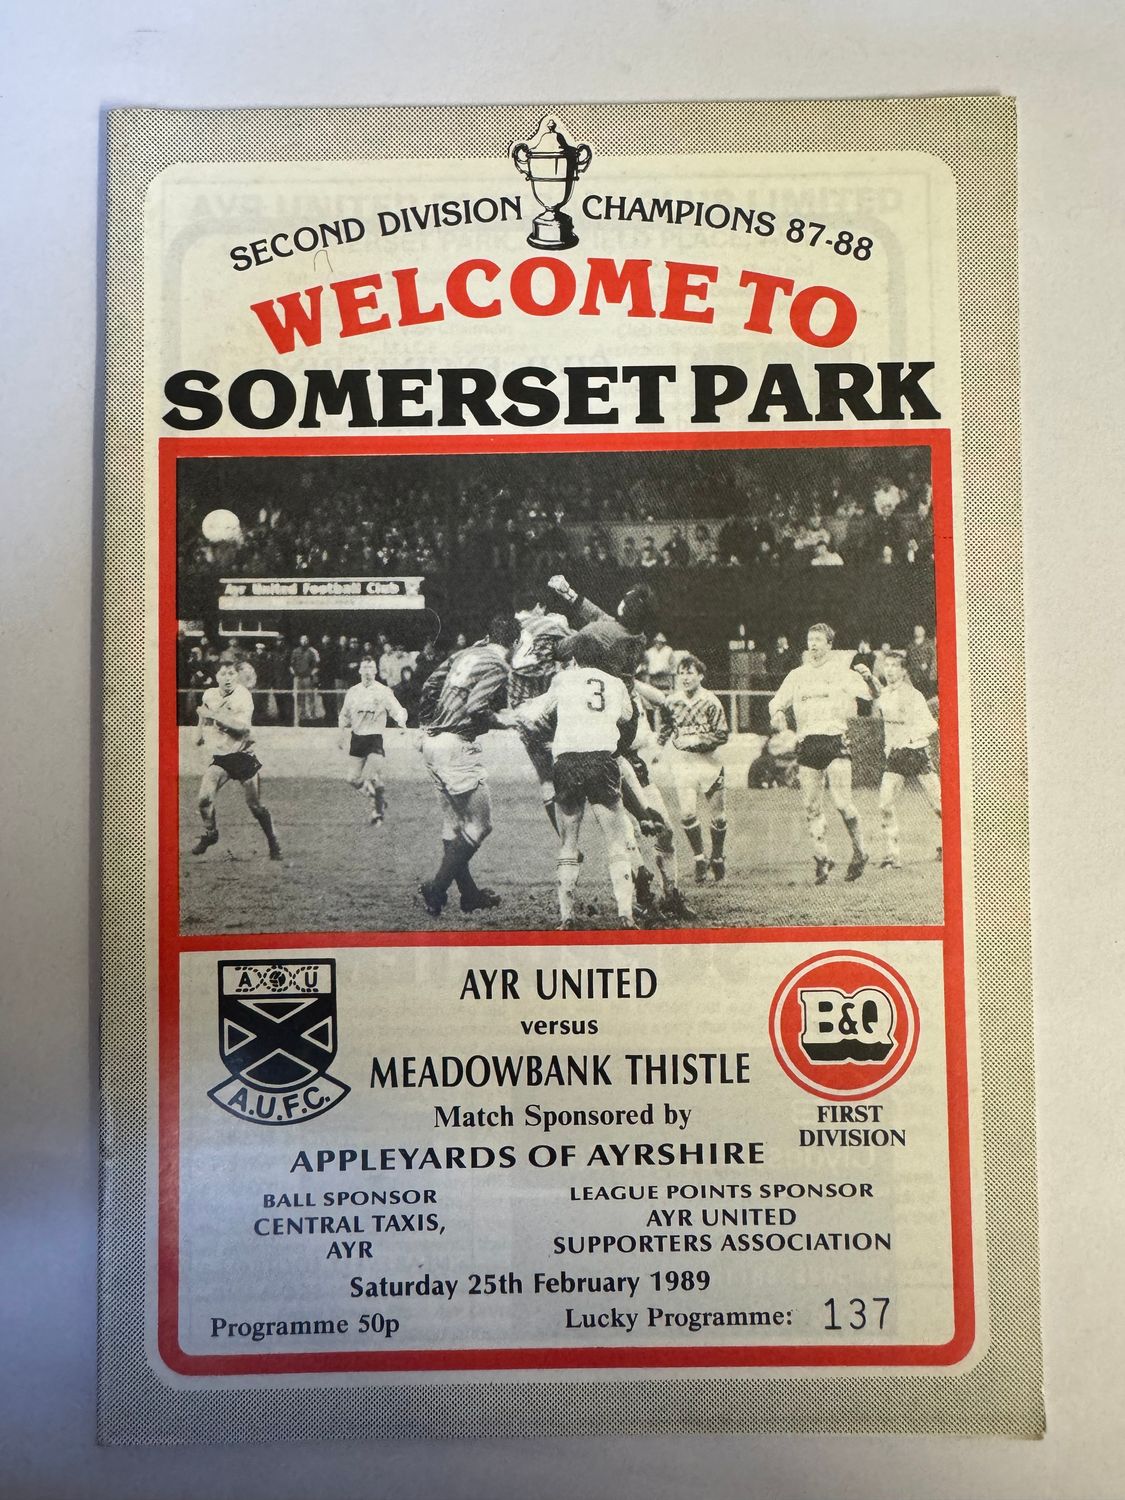 SECOND DIVISION CHAMPIONS 87-88
WELCOME TO
SOMERSET PARK
Ayr United Football Club
3
A U
A.U.F.C.
AYR UNITED
versus
MEADOWBANK THISTLE
B&Q
FIRST
DIVISION
Match Sponsored by
APPLEYARDS OF AYRSHIRE
BALL SPONSOR
CENTRAL TAXIS,
AYR
LEAGUE POINTS SPONSOR
AYR UNITED
SUPPORTERS ASSOCIATION
Saturday 25th February 1989
Programme 50p
Lucky Programme: 137